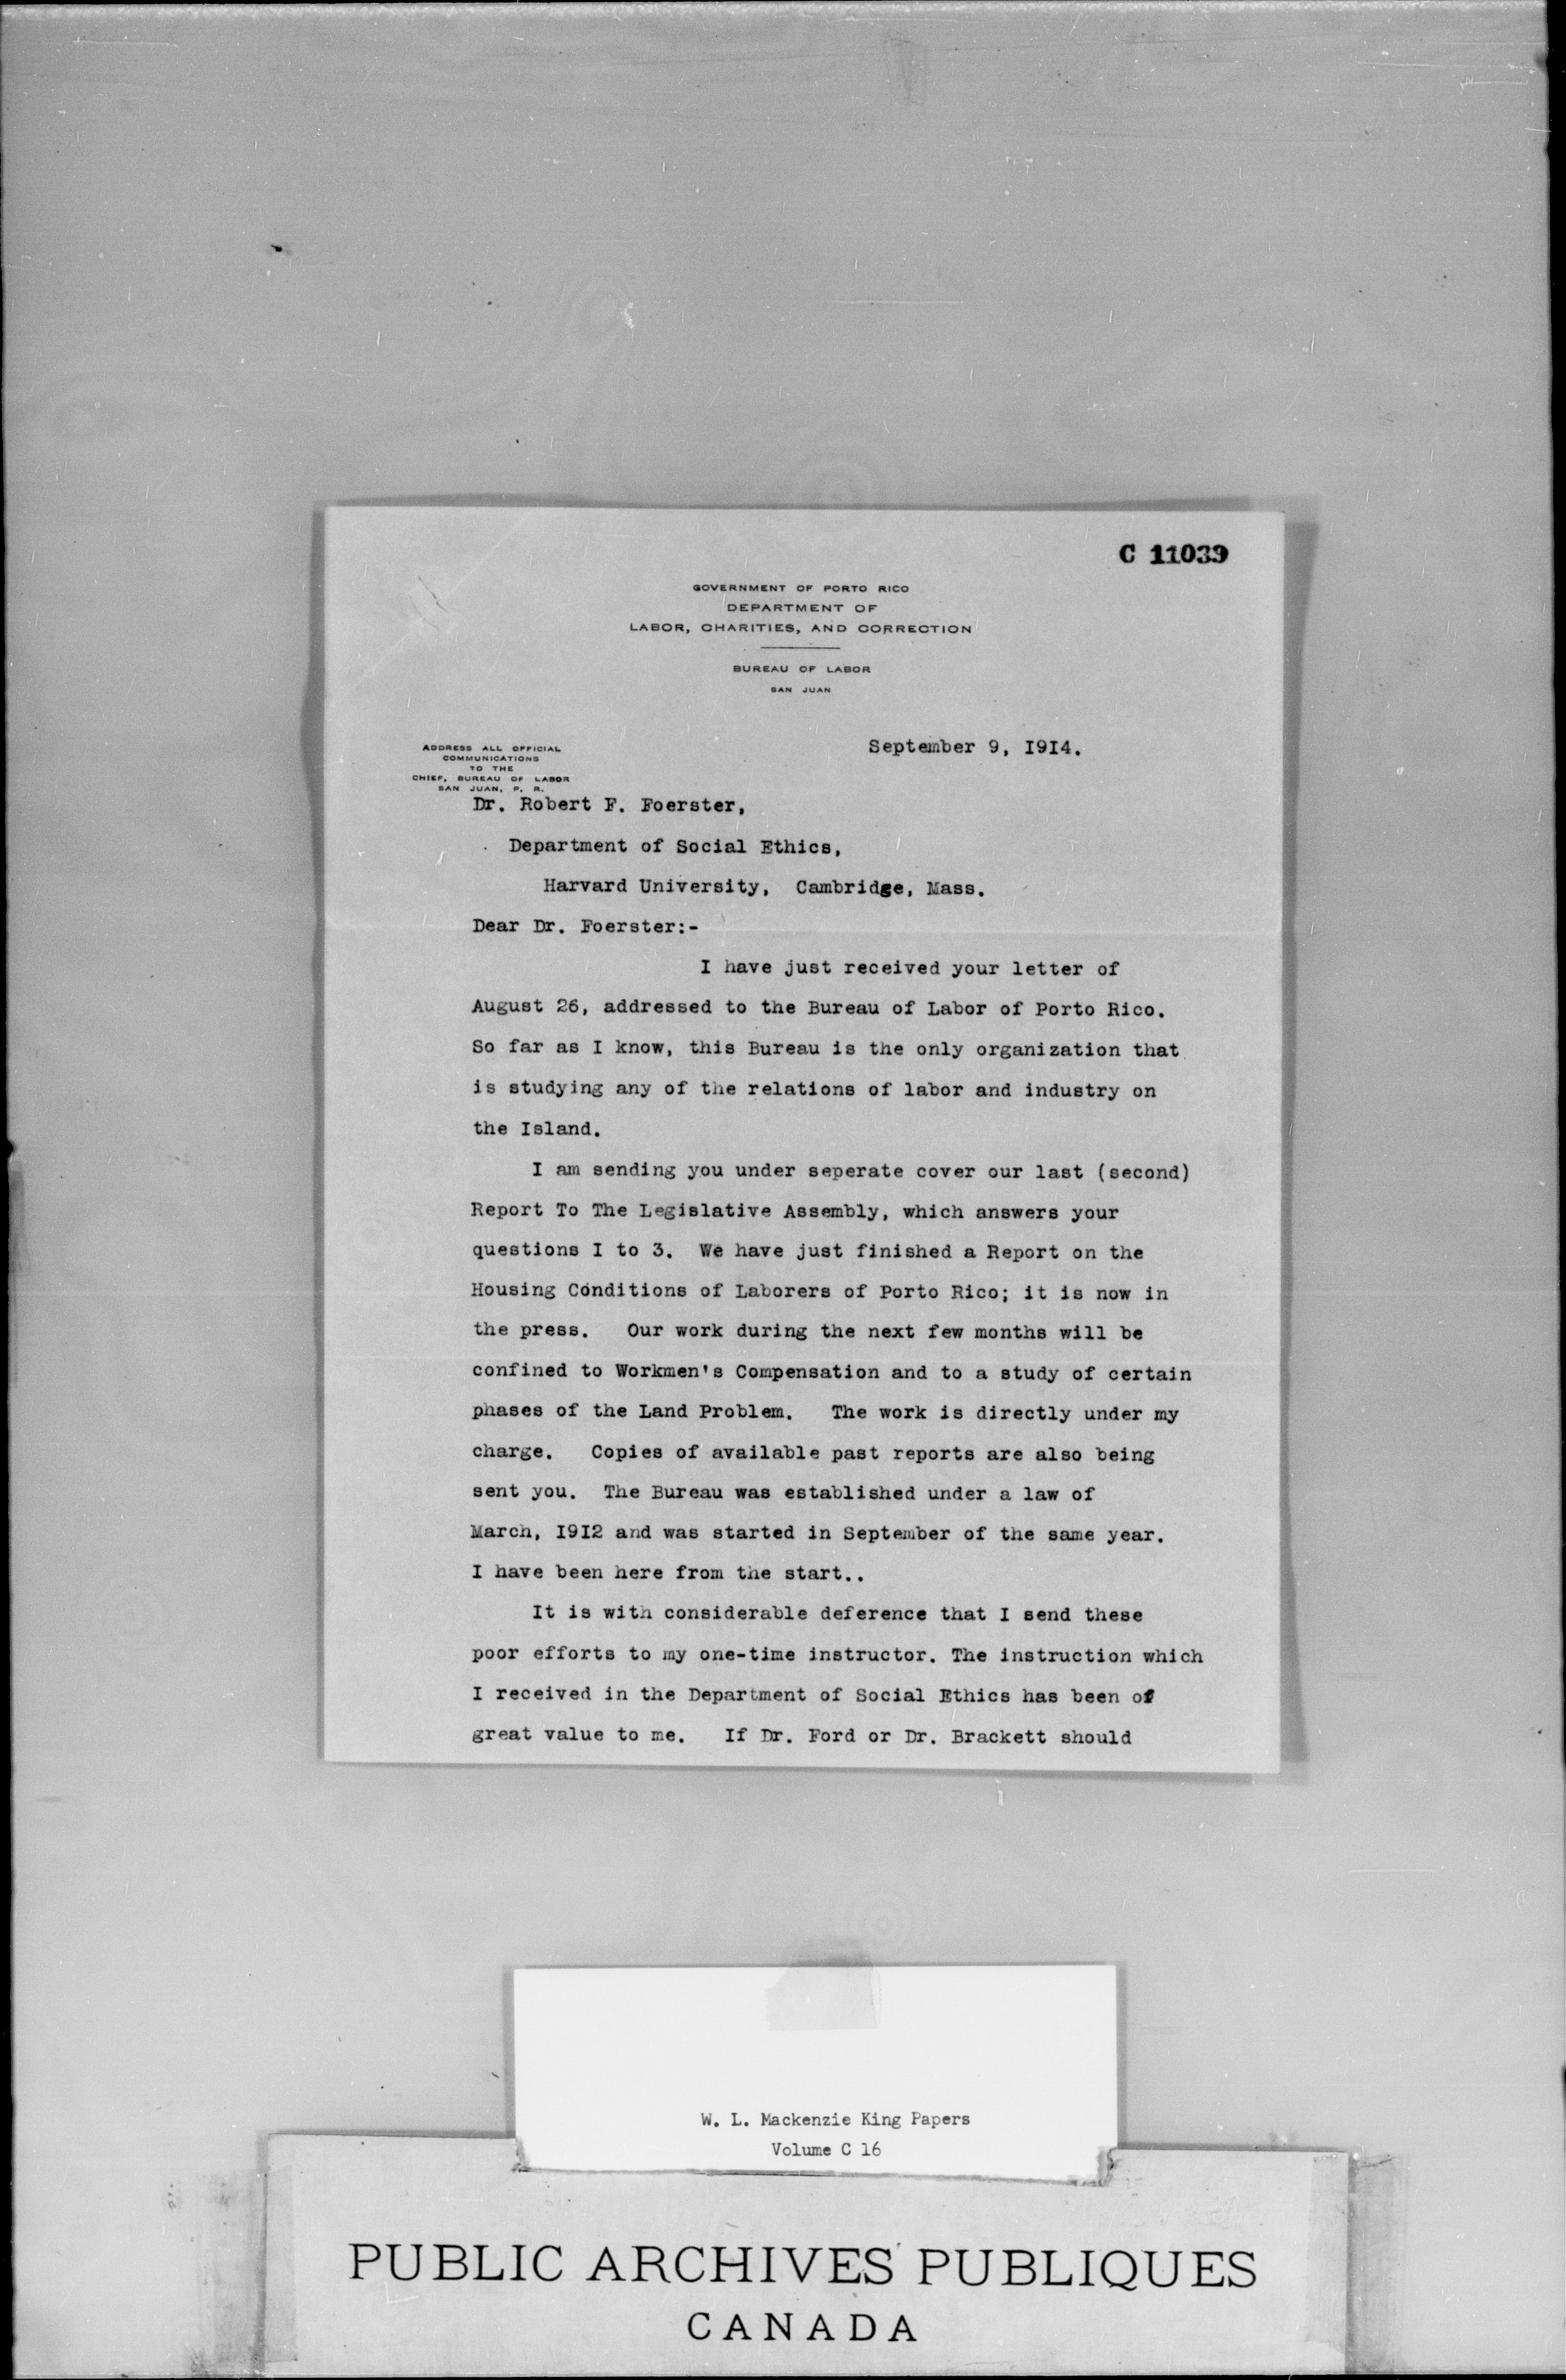 C 11039
GOVERNMENT OF PORTO RICO
DEPARTMENT OF
LABOR, CHARITIES, AND CORRECTION
BUREAU OF LABOR
SAN JUAN
September 9, I9I4.
ADDRESS ALL OFFICIAL
COMMUNICATIONS
TO THE
CHIEF, BUREAU OF LABOR
SAN JUAN, P. R.
Dr. Robert F. Foerster,
Department of Social Ethics,
Harvard University, Cambridge, Mass.
Dear Dr. Foerster:-
I have just received your letter of
August 26, addressed to the Bureau of Labor of Porto Rico.
So far as I know, this Bureau is the only organization that
is studying any of the relations of labor and industry on
the Island.
I am sending you under seperate cover our last (second)
Report To The Legislative Assembly, which answers your
questions I to 3. We have just finished a Report on the
Housing Conditions of Laborers of Porto Rico; it is now in
the press. Our work during the next few months will be
confined to Workmen's Compensation and to a study of certain
phases of the Land Problem. The work is directly under my
charge. Copies of available past reports are also being
sent you. The Bureau was established under a law of
March, I9I2 and was started in September of the same year.
I have been here from the start..
It is with considerable deference that I send these
poor efforts to my one-time instructor. The instruction which
I received in the Department of Social Ethics has been of
great value to me. If Dr. Ford or Dr. Brackett should
W. L. Mackenzie King Papers
Volume C 16
PUBLIC ARCHIVES PUBLIQUES
CANADA